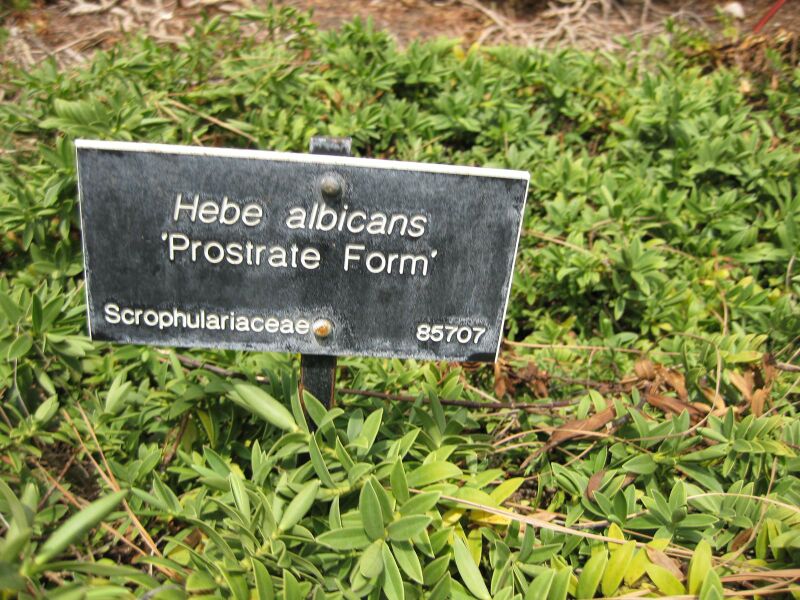 Hebe albicans
'Prostrate Form'
Scrophulariaceae 85707